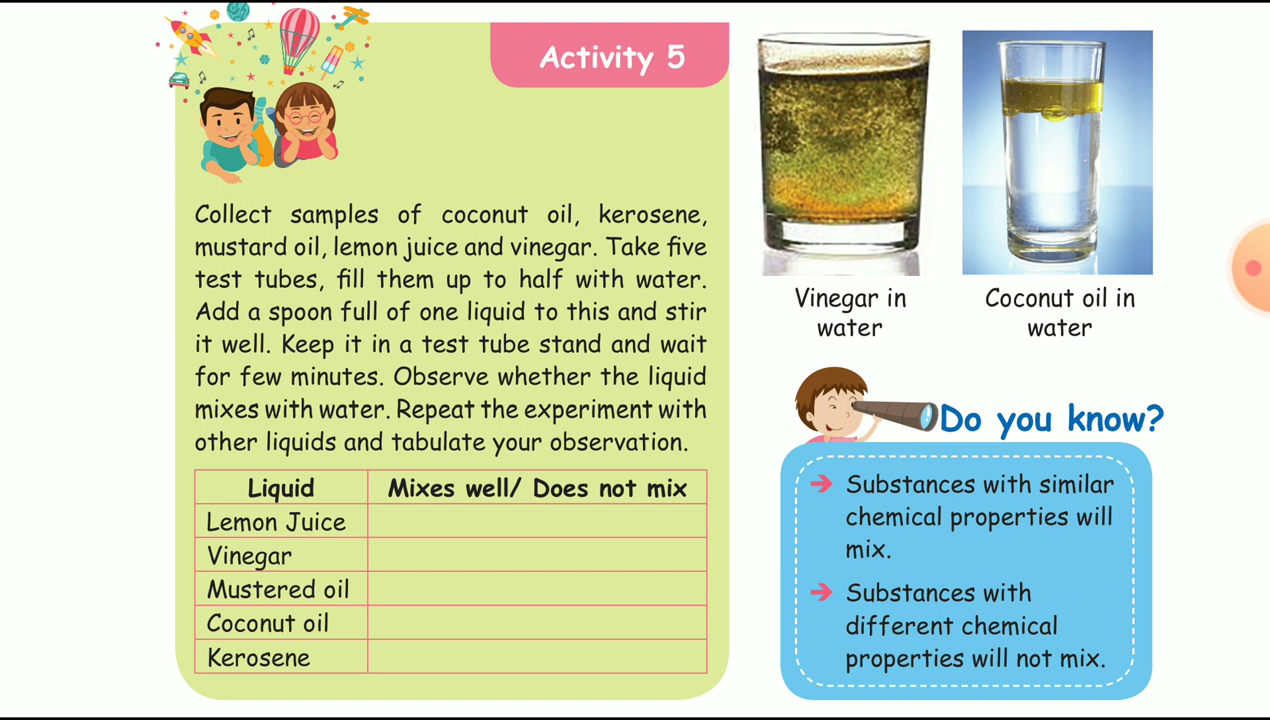 Activity 5
Collect samples of coconut oil, kerosene,
mustard oil, lemon juice and vinegar. Take five
test tubes, fill them up to half with water.
Add a spoon full of one liquid to this and stir
it well. Keep it in a test tube stand and wait
for few minutes. Observe whether the liquid
mixes with water. Repeat the experiment with
other liquids and tabulate your observation.
Liquid Mixes well/ Does not mix
Lemon Juice
Vinegar
Mustered oil
Coconut oil
Kerosene
Vinegar in
water
Coconut oil in
water
Do you know?
➔ Substances with similar
chemical properties will
mix.
➔ Substances with
different chemical
properties will not mix.